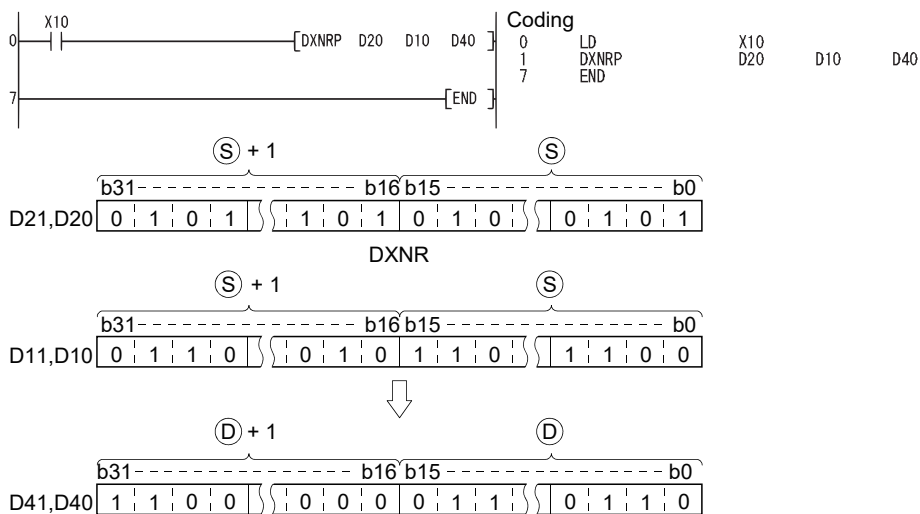 X10
0 DXNRP D20 D10 D40
7 END
Coding
0 LD X10
1 DXNRP D20 D10 D40
7 END
S + 1 S
b31 b16 b15 b0
D21,D20 0 1 0 1 1 0 1 0 1 0 0 1 0 1
DXNR
S + 1 S
b31 b16 b15 b0
D11,D10 0 1 1 0 0 1 0 1 1 0 1 1 0 0
D + 1 D
b31 b16 b15 b0
D41,D40 1 1 0 0 0 0 0 0 1 1 0 1 1 0